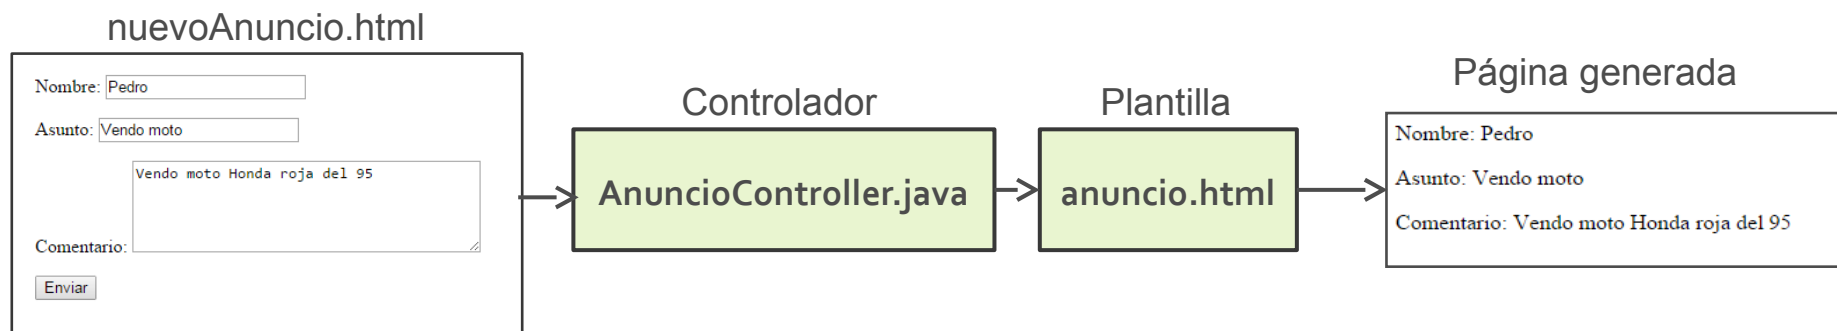 nuevoAnuncio.html
Nombre: Pedro
Asunto: Vendo moto
Vendo moto Honda roja del 95
Comentario:
Enviar
Controlador
AnuncioController.java
Plantilla
anuncio.html
Página generada
Nombre: Pedro
Asunto: Vendo moto
Comentario: Vendo moto Honda roja del 95